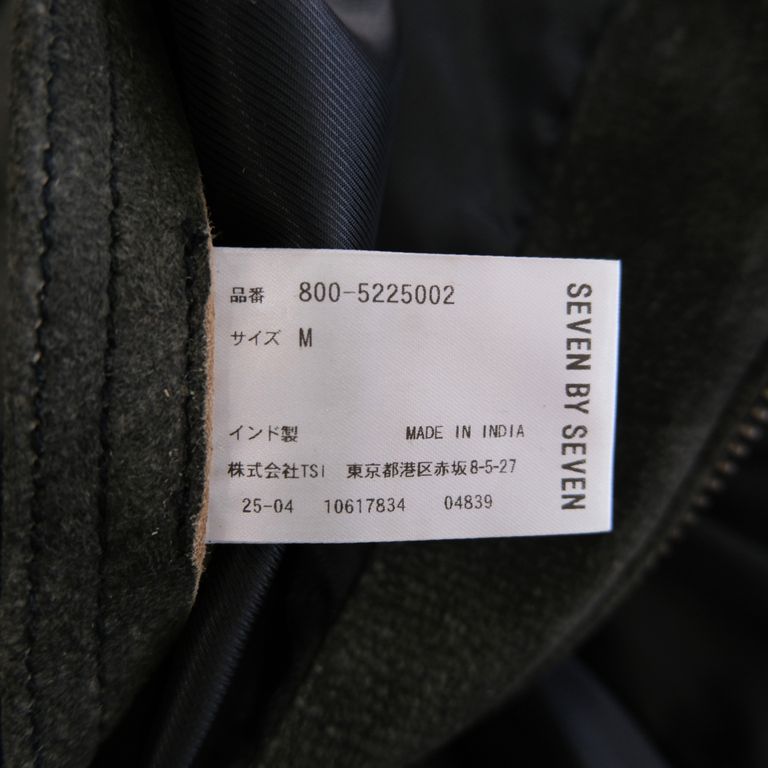 品番 800-5225002
サイズ M
インド製 MADE IN INDIA
株式会社TSI 東京都港区赤坂8-5-27
25-04 10617834 04839
SEVEN BY SEVEN